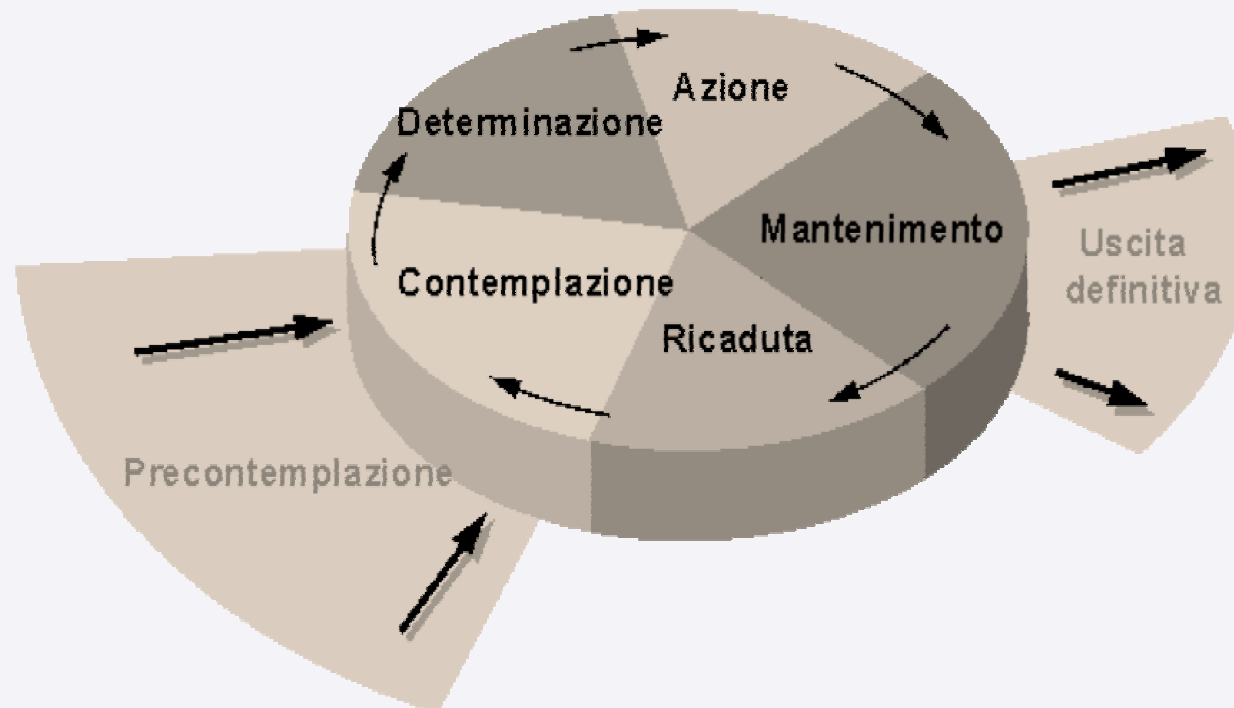 Azione
Determinazione
Mantenimento
Uscita
definitiva
Contemplazione
Ricaduta
Precontemplazione